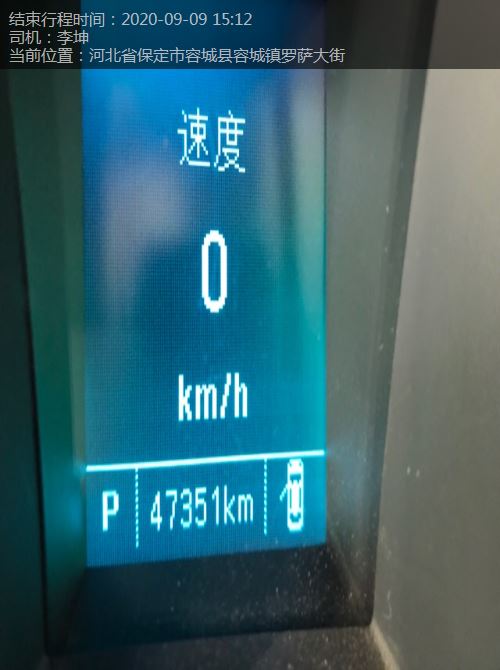 结束行程时间：2020-09-09 15:12
司机：李坤
当前位置：河北省保定市容城县容城镇罗萨大街
速度
0
km/h
P 47351km